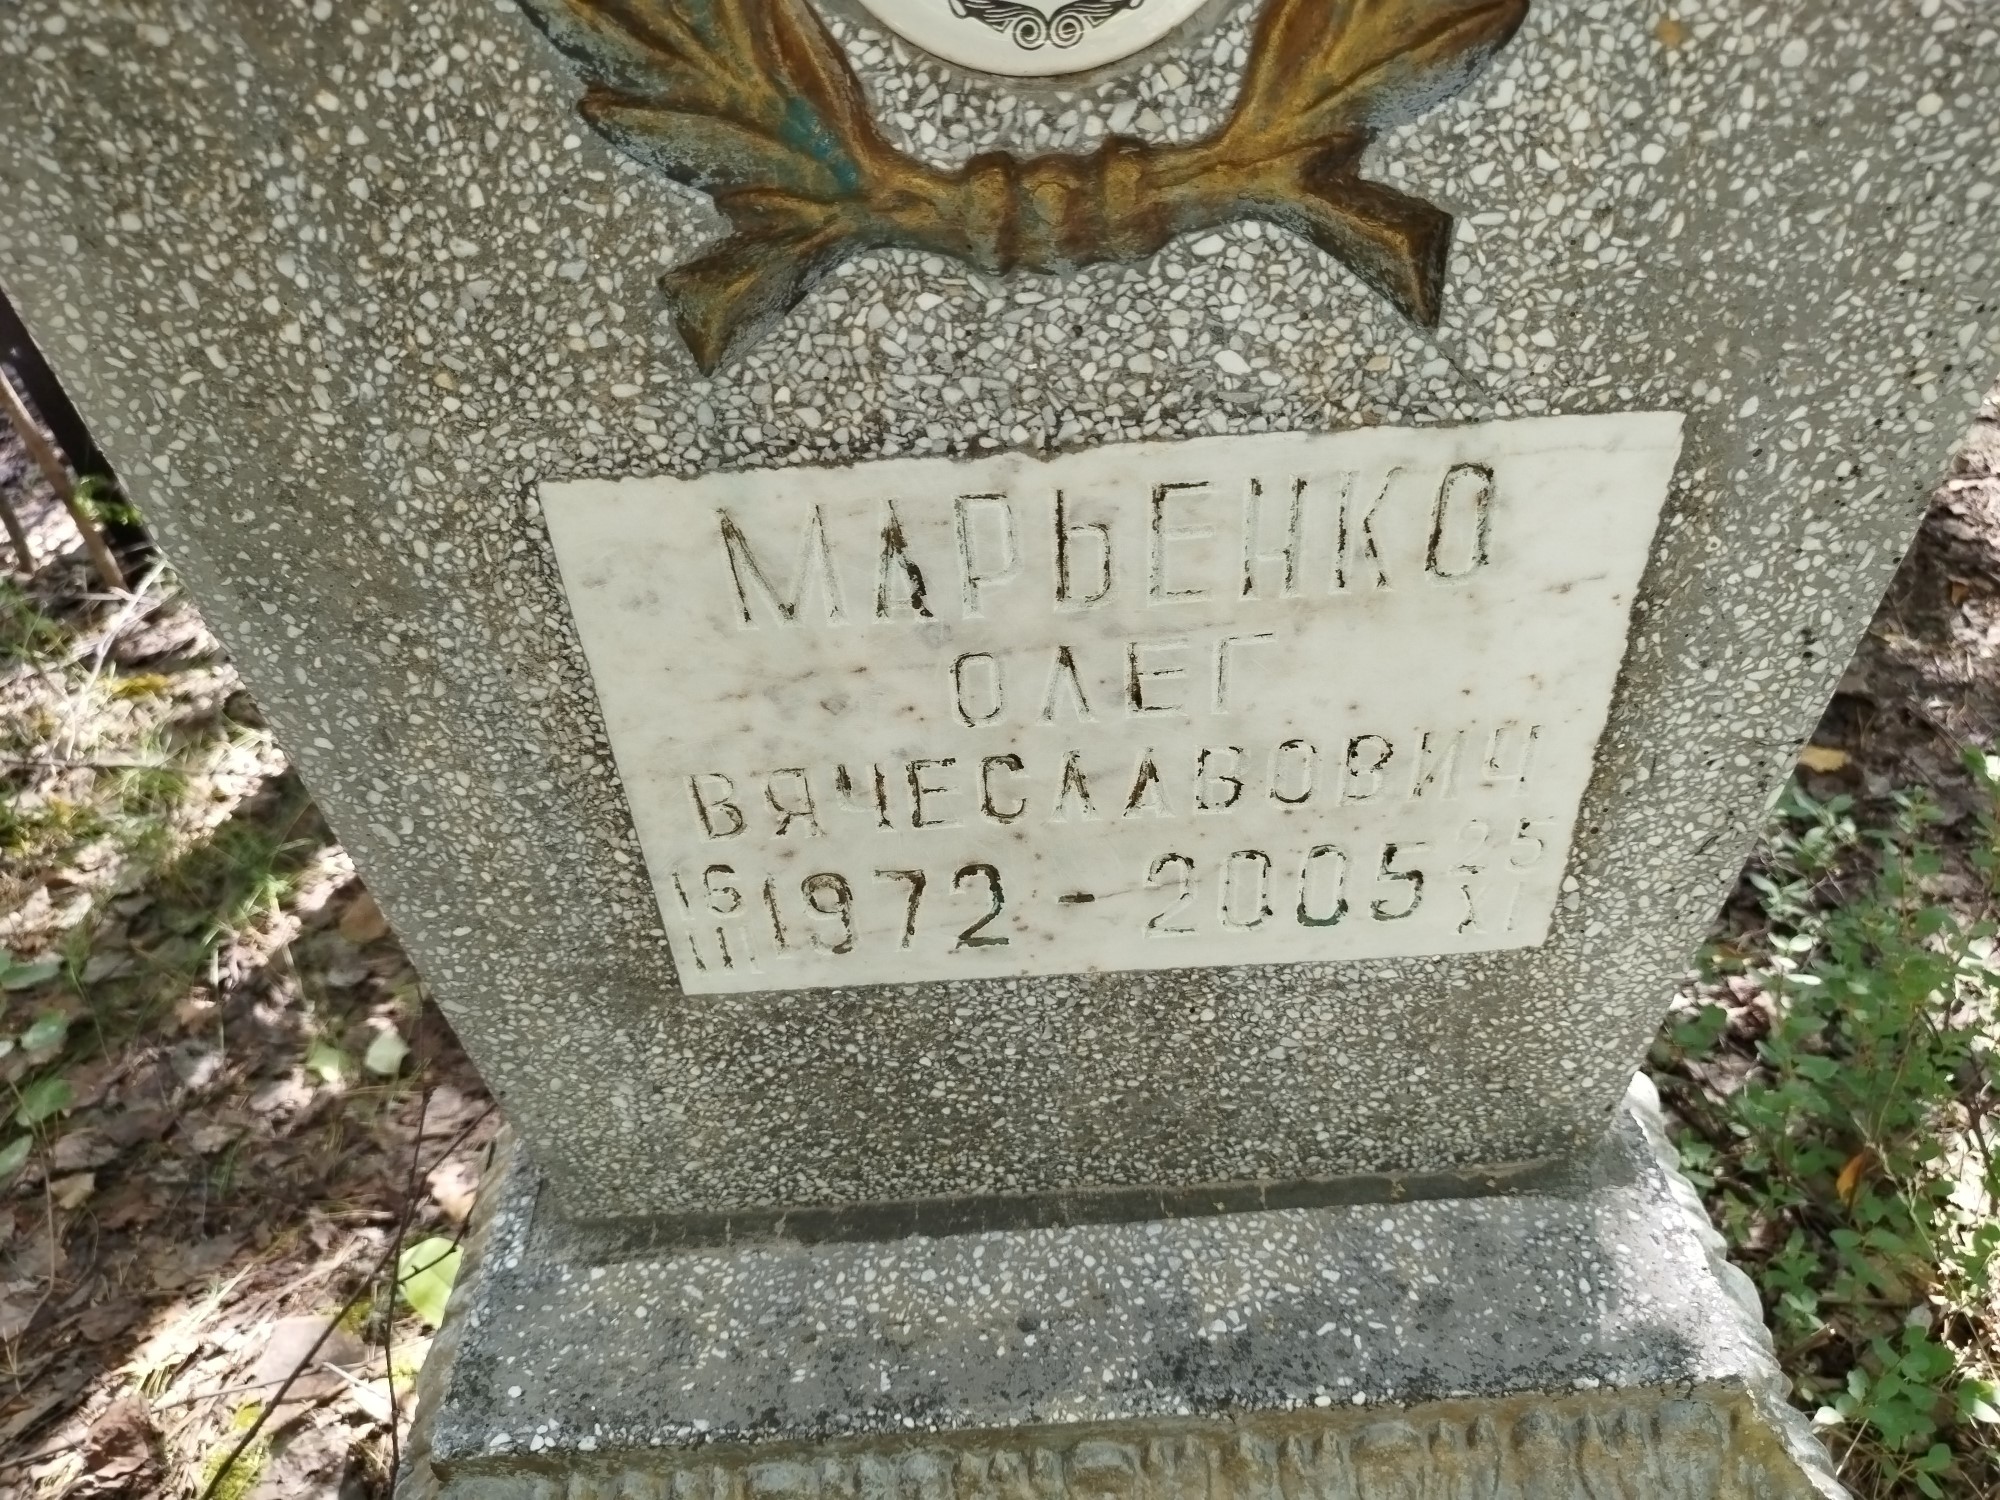 МАРЬЕНКО
ОЛЕГ
ВЯЧЕСЛАВОВИЧ
16 III 1972 - 2005 25 XI